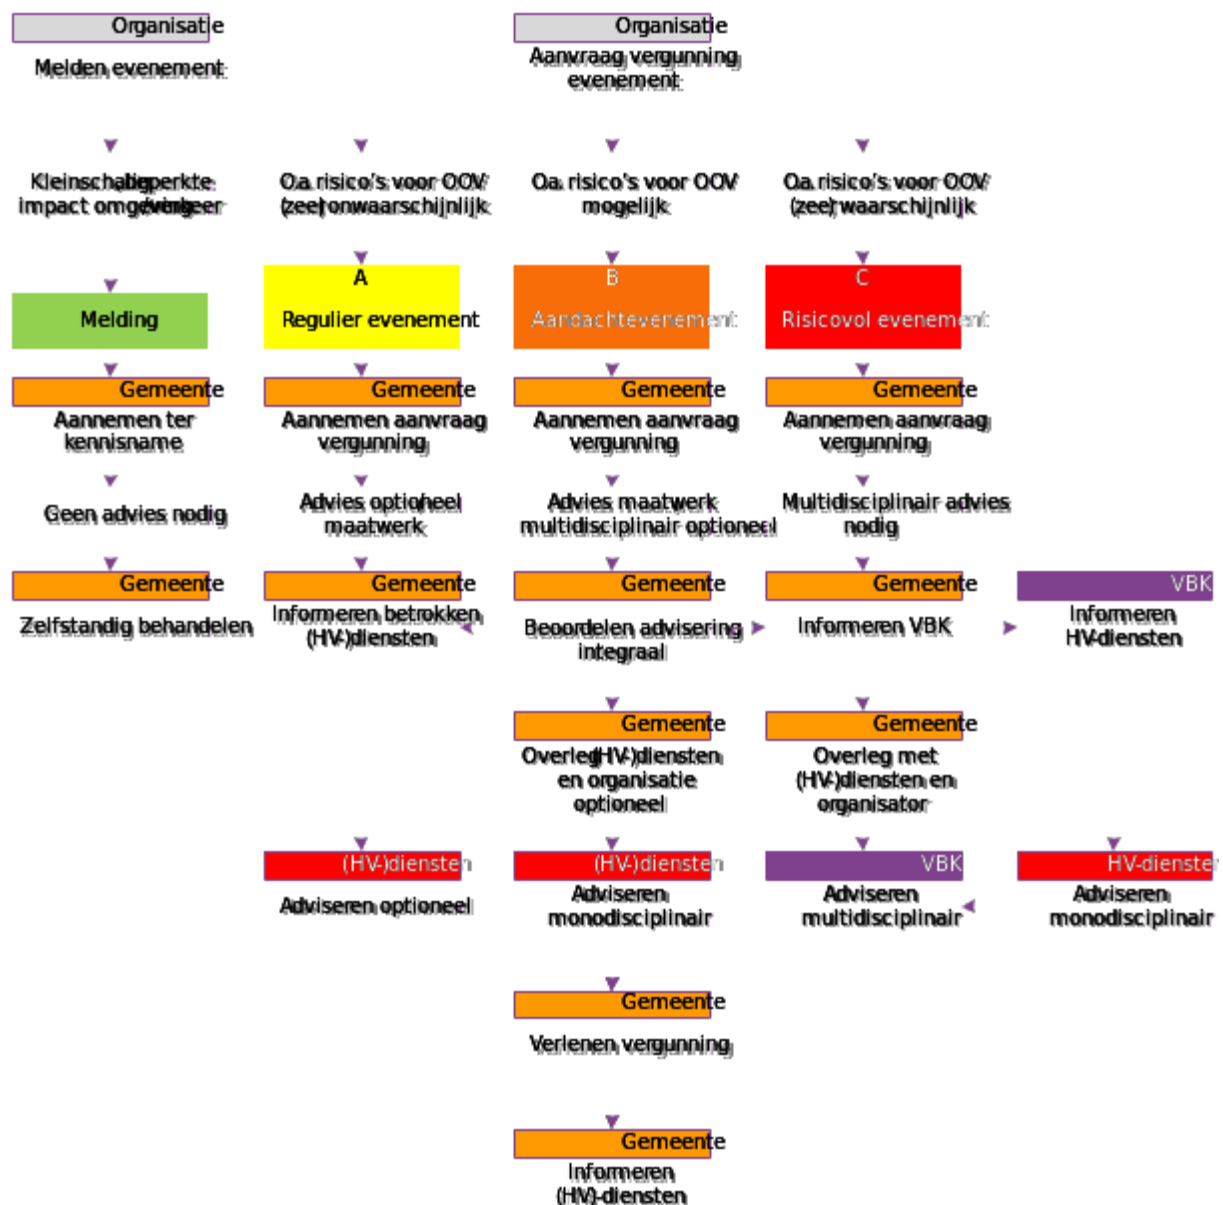 Organisatie
Melden evenement
Organisatie
Aanvraag vergunning
evenement
Kleinschalig,
beperkte
impact omgeving
/verkeer
O.a. risico's voor OOV
(zeer)
onwaarschijnlijk
O.a. risico's voor OOV
mogelijk
O.a. risico's voor OOV
(zeer)
waarschijnlijk
Melding
A
Regulier evenement
B
Aandachtevenement
C
Risicovol evenement
Gemeente
Aannemen ter
kennisname
Gemeente
Aannemen aanvraag
vergunning
Gemeente
Aannemen aanvraag
vergunning
Gemeente
Aannemen aanvraag
vergunning
Geen advies nodig
Advies optioneel
maatwerk
Advies maatwerk
multidisciplinair optioneel
Multidisciplinair advies
nodig
Gemeente
Zelfstandig behandelen
Gemeente
Informeren betrokken
(HV-)diensten
Gemeente
Beoordelen advisering
integraal
Gemeente
Informeren VBK
VBK
Informeren
HV-diensten
Gemeente
Overleg (HV-)diensten
en organisatie
optioneel
Gemeente
Overleg met
(HV-)diensten en
organisator
(HV-)diensten
Adviseren optioneel
(HV-)diensten
Adviseren
monodisciplinair
VBK
Adviseren
multidisciplinair
HV-diensten
Adviseren
monodisciplinair
Gemeente
Verlenen vergunning
Gemeente
Informeren
(HV)-diensten